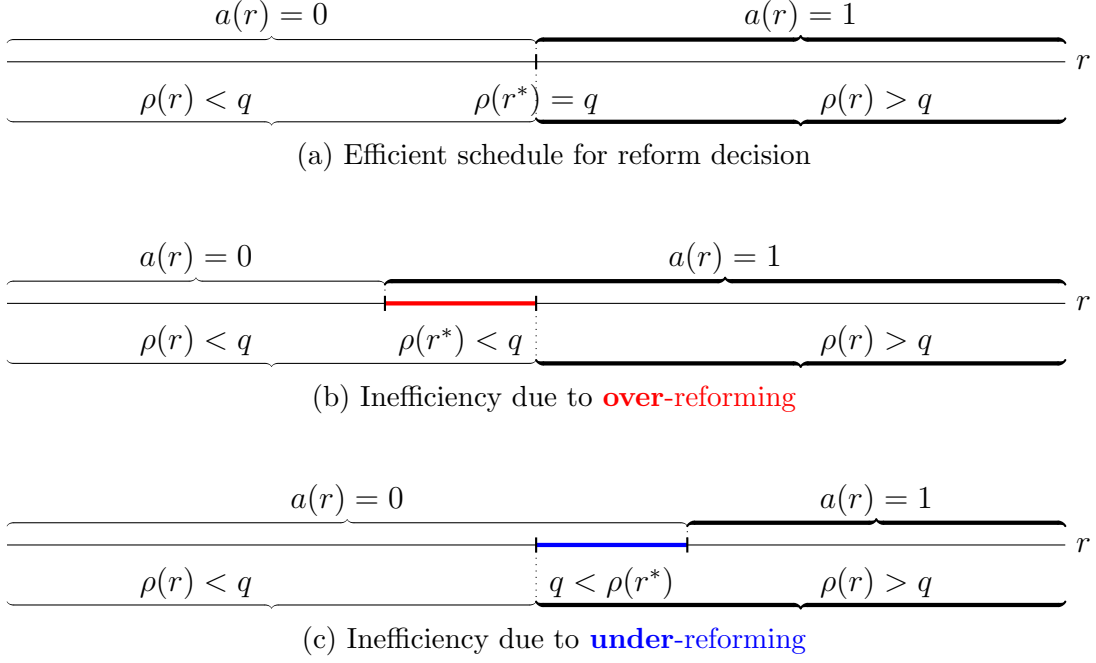 a(r) = 0 a(r) = 1
r
ρ(r) < q ρ(r*) = q ρ(r) > q
(a) Efficient schedule for reform decision
a(r) = 0 a(r) = 1
r
ρ(r) < q ρ(r*) < q ρ(r) > q
(b) Inefficiency due to over-reforming
a(r) = 0 a(r) = 1
r
ρ(r) < q q < ρ(r*) ρ(r) > q
(c) Inefficiency due to under-reforming